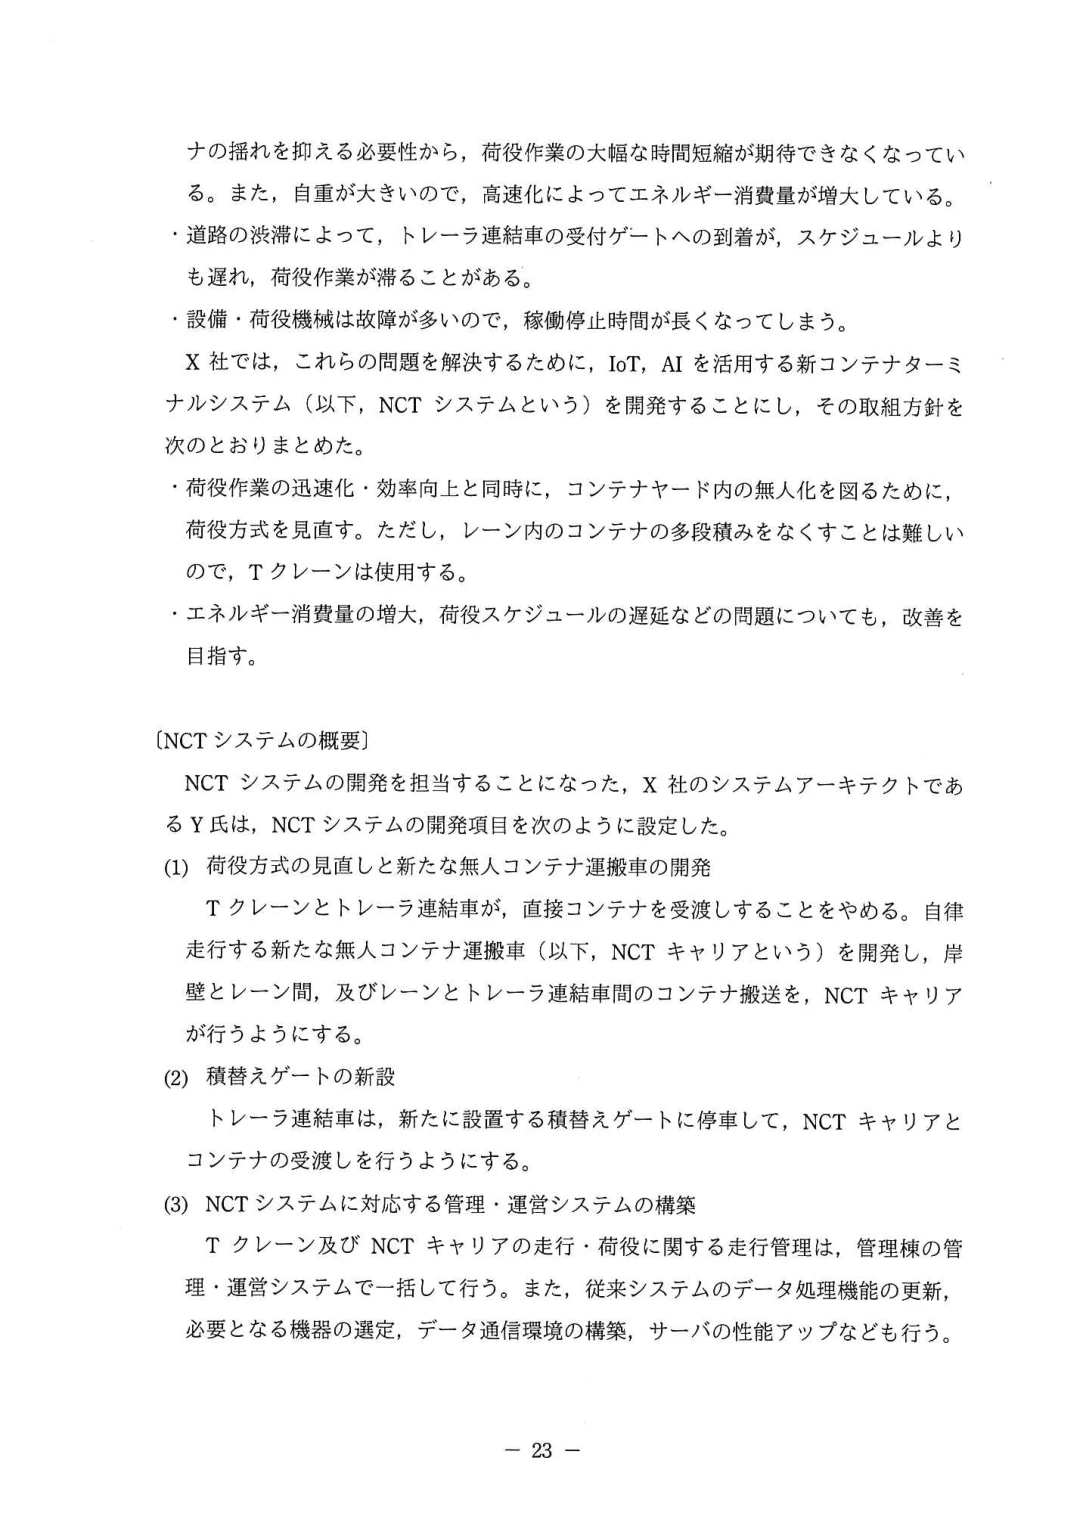 ナの揺れを抑える必要性から，荷役作業の大幅な時間短縮が期待できなくなってい
る。また，自重が大きいので，高速化によってエネルギー消費量が増大している。
・道路の渋滞によって，トレーラ連結車の受付ゲートへの到着が，スケジュールより
も遅れ，荷役作業が滞ることがある。
・設備・荷役機械は故障が多いので，稼働停止時間が長くなってしまう。
X 社では，これらの問題を解決するために，IoT，AI を活用する新コンテナターミ
ナルシステム（以下，NCT システムという）を開発することにし，その取組方針を
次のとおりまとめた。
・荷役作業の迅速化・効率向上と同時に，コンテナヤード内の無人化を図るために，
荷役方式を見直す。ただし，レーン内のコンテナの多段積みをなくすことは難しい
ので，T クレーンは使用する。
・エネルギー消費量の増大，荷役スケジュールの遅延などの問題についても，改善を
目指す。
〔NCT システムの概要〕
NCT システムの開発を担当することになった，X 社のシステムアーキテクトであ
る Y 氏は，NCT システムの開発項目を次のように設定した。
(1) 荷役方式の見直しと新たな無人コンテナ運搬車の開発
T クレーンとトレーラ連結車が，直接コンテナを受渡しすることをやめる。自律
走行する新たな無人コンテナ運搬車（以下，NCT キャリアという）を開発し，岸
壁とレーン間，及びレーンとトレーラ連結車間のコンテナ搬送を，NCT キャリア
が行うようにする。
(2) 積替えゲートの新設
トレーラ連結車は，新たに設置する積替えゲートに停車して，NCT キャリアと
コンテナの受渡しを行うようにする。
(3) NCT システムに対応する管理・運営システムの構築
T クレーン及び NCT キャリアの走行・荷役に関する走行管理は，管理棟の管
理・運営システムで一括して行う。また，従来システムのデータ処理機能の更新，
必要となる機器の選定，データ通信環境の構築，サーバの性能アップなども行う。
－ 23 －